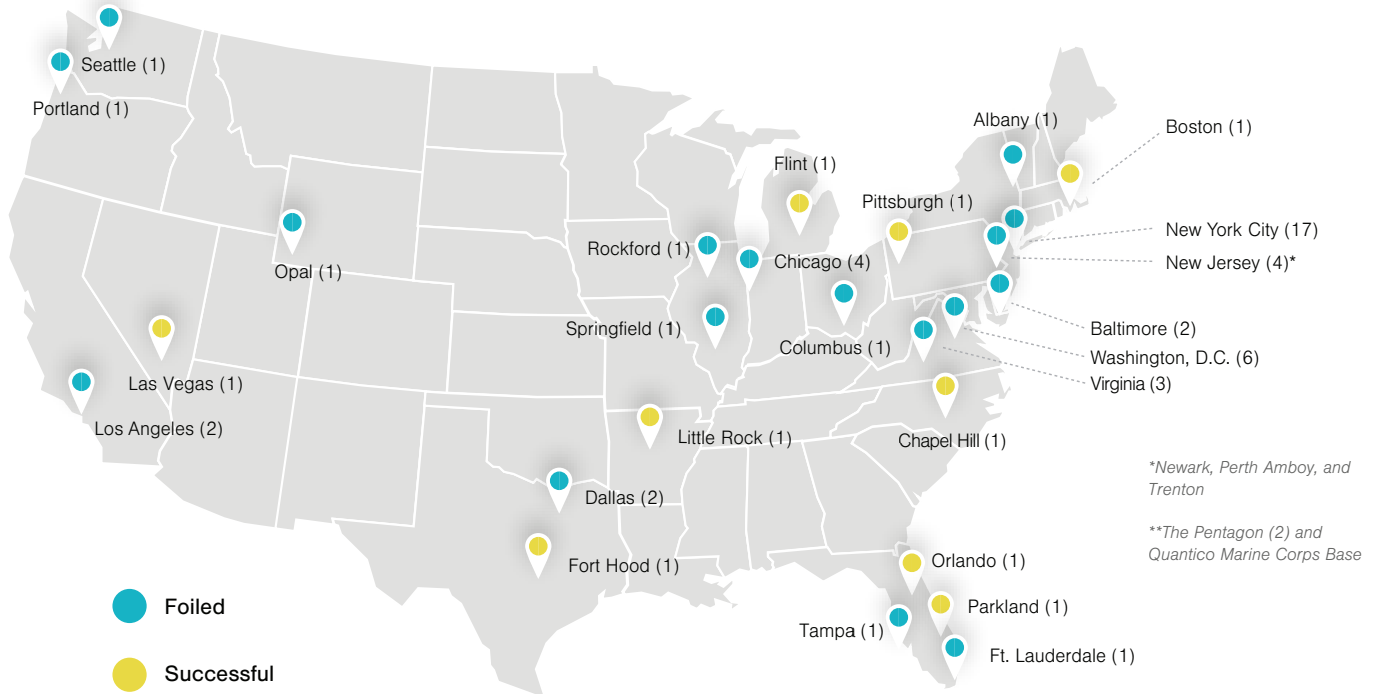 Seattle (1)
Portland (1)
Albany (1)
Boston (1)
Flint (1)
Pittsburgh (1)
New York City (17)
Rockford (1)
Chicago (4)
New Jersey (4)*
Opal (1)
Springfield (1)
Columbus (1)
Baltimore (2)
Washington, D.C. (6)
Virginia (3)
Las Vegas (1)
Los Angeles (2)
Little Rock (1)
Chapel Hill (1)
*Newark, Perth Amboy, and
Trenton
Dallas (2)
**The Pentagon (2) and
Quantico Marine Corps Base
Fort Hood (1)
Orlando (1)
Foiled
Parkland (1)
Tampa (1)
Ft. Lauderdale (1)
Successful